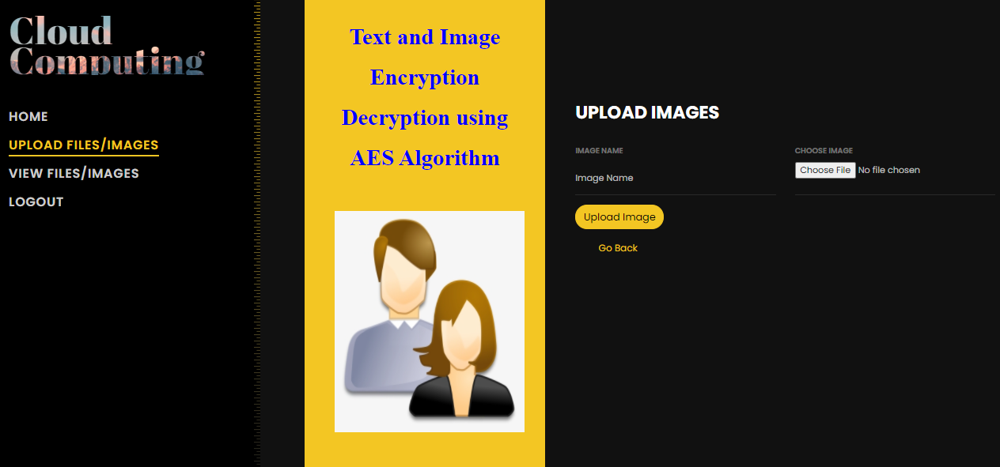 Cloud
Computing
HOME
UPLOAD FILES/IMAGES
VIEW FILES/IMAGES
LOGOUT
Text and Image
Encryption
Decryption using
AES Algorithm
UPLOAD IMAGES
IMAGE NAME
Image Name
CHOOSE IMAGE
Choose File No file chosen
Upload Image
Go Back